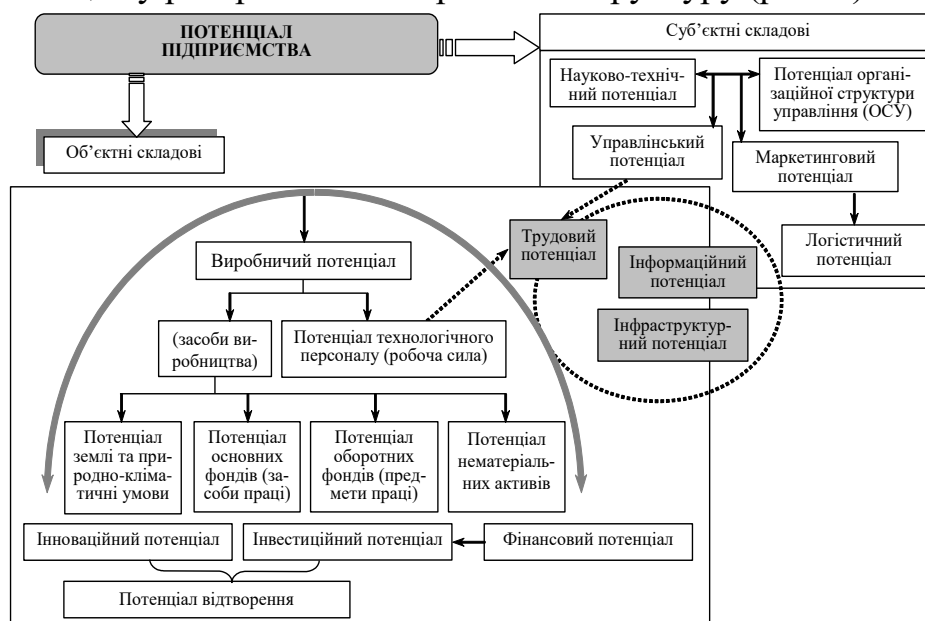 ПОТЕНЦІАЛ
ПІДПРИЄМСТВА
Суб’єктні складові
Науково-техніч-
ний потенціал
Потенціал органі-
заційної структури
управління (ОСУ)
Управлінський
потенціал
Маркетинговий
потенціал
Об’єктні складові
Трудовий
потенціал
Логістичний
потенціал
Виробничий потенціал
Інформаційний
потенціал
Інфраструктур-
ний потенціал
(засоби ви-
робництва)
Потенціал технологічного
персоналу (робоча сила)
Потенціал
землі та при-
родно-кліма-
тичні умови
Потенціал
основних
фондів (за-
соби праці)
Потенціал
оборотних
фондів (пред-
мети праці)
Потенціал
нематеріаль-
них активів
Інноваційний потенціал
Інвестиційний потенціал
Фінансовий потенціал
Потенціал відтворення